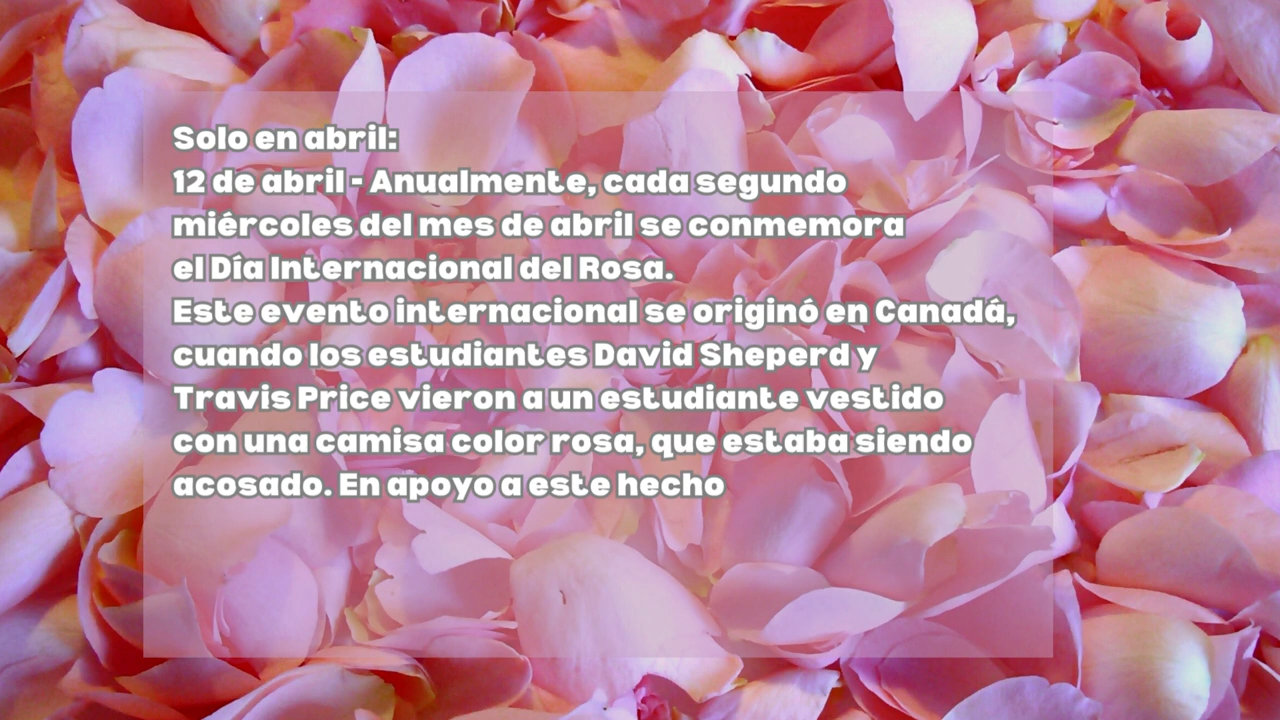 Solo en abril:
12 de abril - Anualmente, cada segundo
miércoles del mes de abril se conmemora
el Día Internacional del Rosa.
Este evento internacional se originó en Canadá,
cuando los estudiantes David Sheperd y
Travis Price vieron a un estudiante vestido
con una camisa color rosa, que estaba siendo
acosado. En apoyo a este hecho